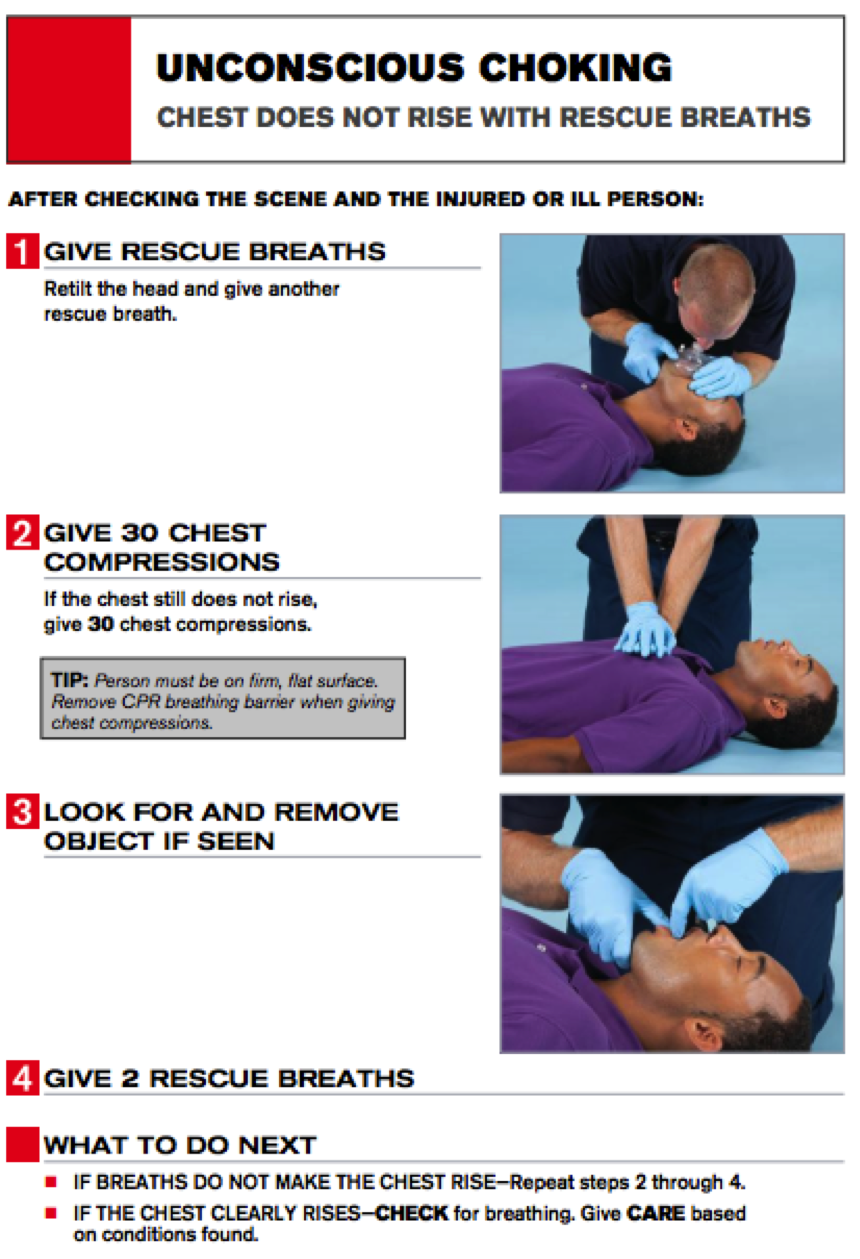 UNCONSCIOUS CHOKING
CHEST DOES NOT RISE WITH RESCUE BREATHS
AFTER CHECKING THE SCENE AND THE INJURED OR ILL PERSON:
1 GIVE RESCUE BREATHS
Retilt the head and give another
rescue breath.
2 GIVE 30 CHEST
COMPRESSIONS
If the chest still does not rise,
give 30 chest compressions.
TIP: Person must be on firm, flat surface.
Remove CPR breathing barrier when giving
chest compressions.
3 LOOK FOR AND REMOVE
OBJECT IF SEEN
4 GIVE 2 RESCUE BREATHS
WHAT TO DO NEXT
■ IF BREATHS DO NOT MAKE THE CHEST RISE—Repeat steps 2 through 4.
■ IF THE CHEST CLEARLY RISES—CHECK for breathing. Give CARE based
on conditions found.